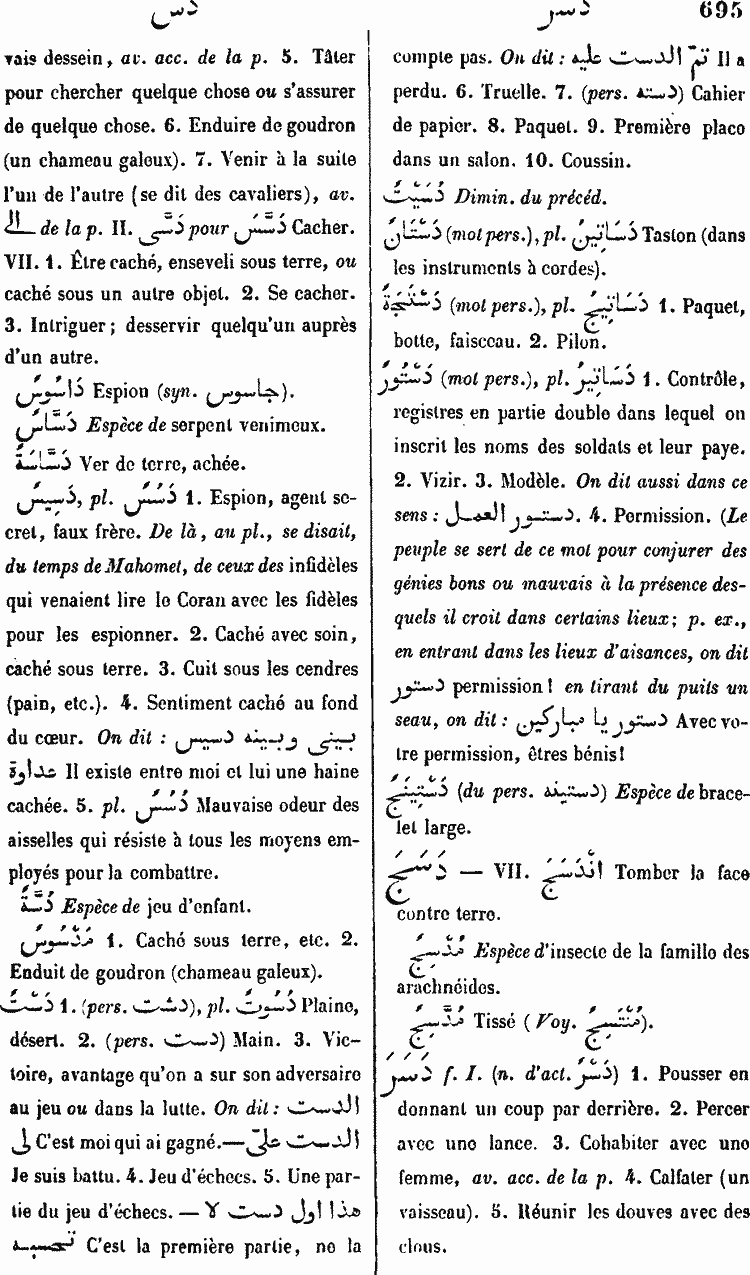 دس
دسر
695
vais dessein, av. acc. de la p. 5. Tâter
pour chercher quelque chose ou s'assurer
de quelque chose. 6. Enduire de goudron
(un chameau galeux). 7. Venir à la suite
l'un de l'autre (se dit des cavaliers), av.
الى de la p. II. دَسَّى pour دَسَّسَ Cacher.
VII. 1. Être caché, enseveli sous terre, ou
caché sous un autre objet. 2. Se cacher.
3. Intriguer; desservir quelqu'un auprès
d'un autre.
دَاسُوسٌ Espion (syn. جاسوس).
دَسَّاسٌ Espèce de serpent venimeux.
دَسَّاسَةٌ Ver de terre, achée.
دَسِيسٌ, pl. دُسُسٌ 1. Espion, agent se-
cret, faux frère. De là, au pl., se disait,
du temps de Mahomet, de ceux des infidèles
qui venaient lire le Coran avec les fidèles
pour les espionner. 2. Caché avec soin,
caché sous terre. 3. Cuit sous les cendres
(pain, etc.). 4. Sentiment caché au fond
du cœur. On dit : بينى وبينه دسيس
عداوة Il existe entre moi et lui une haine
cachée. 5. pl. دُسُسٌ Mauvaise odeur des
aisselles qui résiste à tous les moyens em-
ployés pour la combattre.
دُسَّةٌ Espèce de jeu d'enfant.
مَدْسُوسٌ 1. Caché sous terre, etc. 2.
Enduit de goudron (chameau galeux).
دَسْتٌ 1. (pers. دشت), pl. دُسُوتٌ Plaine,
désert. 2. (pers. دست) Main. 3. Vic-
toire, avantage qu'on a sur son adversaire
au jeu ou dans la lutte. On dit : الدست
لى C'est moi qui ai gagné.— الدست علىّ
Je suis battu. 4. Jeu d'échecs. 5. Une par-
tie du jeu d'échecs. — هذا اول دست لا
تحسبه C'est la première partie, ne la
compte pas. On dit : تمّ الدست عليه Il a
perdu. 6. Truelle. 7. (pers. دسته) Cahier
de papier. 8. Paquet. 9. Première place
dans un salon. 10. Coussin.
دُسَيْتٌ Dimin. du précéd.
دَسْتَانٌ (mot pers.), pl. دَسَاتِينُ Taston (dans
les instruments à cordes).
دَسْتَجَةٌ (mot pers.), pl. دَسَاتِيجُ 1. Paquet,
botte, faisceau. 2. Pilon.
دُسْتُورٌ (mot pers.), pl. دَسَاتِيرُ 1. Contrôle,
registres en partie double dans lequel on
inscrit les noms des soldats et leur paye.
2. Vizir. 3. Modèle. On dit aussi dans ce
sens : دستور العمل. 4. Permission. (Le
peuple se sert de ce mot pour conjurer des
génies bons ou mauvais à la présence des-
quels il croit dans certains lieux; p. ex.,
en entrant dans les lieux d'aisances, on dit
دستور permission! en tirant du puits un
seau, on dit : دستور يا مباركين Avec vo-
tre permission, êtres bénis!
دَسْتِينَجٌ (du pers. دستينه) Espèce de brace-
let large.
دَسَجَ — VII. اِنْدَسَجَ Tomber la face
contre terre.
مُدْسِجٌ Espèce d'insecte de la famille des
arachnéides.
مُدَّسِجٌ Tissé ( Voy. مُنْتَسِجٌ).
دَسَرَ f. I. (n. d'act. دَسْرٌ) 1. Pousser en
donnant un coup par derrière. 2. Percer
avec une lance. 3. Cohabiter avec une
femme, av. acc. de la p. 4. Calfater (un
vaisseau). 5. Réunir les douves avec des
clous.